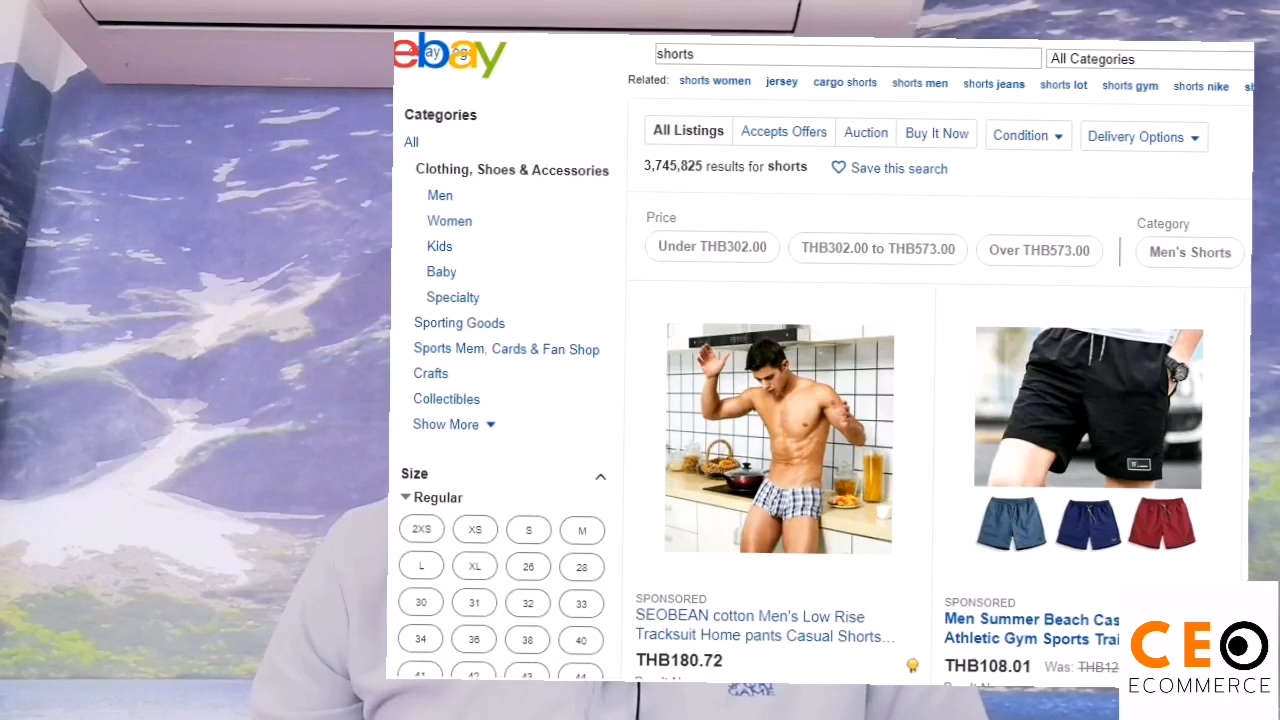 ebay
shorts
All Categories
Related: shorts women jersey cargo shorts shorts men shorts jeans shorts lot shorts gym shorts nike
Categories
All
Clothing, Shoes & Accessories
Men
Women
Kids
Baby
Specialty
Sporting Goods
Sports Mem, Cards & Fan Shop
Crafts
Collectibles
Show More
Size
Regular
2XS XS S M
L XL 26 28
30 31 32 33
34 36 38 40
41 42 43 44
All Listings Accepts Offers Auction Buy It Now Condition Delivery Options
3,745,825 results for shorts Save this search
Price
Under THB302.00 THB302.00 to THB573.00 Over THB573.00
Category
Men's Shorts
SPONSORED
SEOBEAN cotton Men's Low Rise
Tracksuit Home pants Casual Shorts...
THB180.72
SPONSORED
Men Summer Beach Cas
Athletic Gym Sports Trai
THB108.01 Was: THB12
CEO
ECOMMERCE
GAME